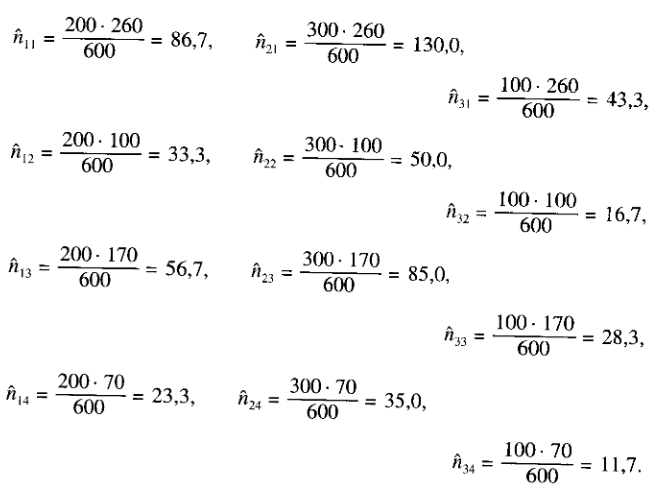 n̂₁₁ = 200 · 260 / 600 = 86,7, n̂₂₁ = 300 · 260 / 600 = 130,0,
n̂₃₁ = 100 · 260 / 600 = 43,3,
n̂₁₂ = 200 · 100 / 600 = 33,3, n̂₂₂ = 300 · 100 / 600 = 50,0,
n̂₃₂ = 100 · 100 / 600 = 16,7,
n̂₁₃ = 200 · 170 / 600 = 56,7, n̂₂₃ = 300 · 170 / 600 = 85,0,
n̂₃₃ = 100 · 170 / 600 = 28,3,
n̂₁₄ = 200 · 70 / 600 = 23,3, n̂₂₄ = 300 · 70 / 600 = 35,0,
n̂₃₄ = 100 · 70 / 600 = 11,7.